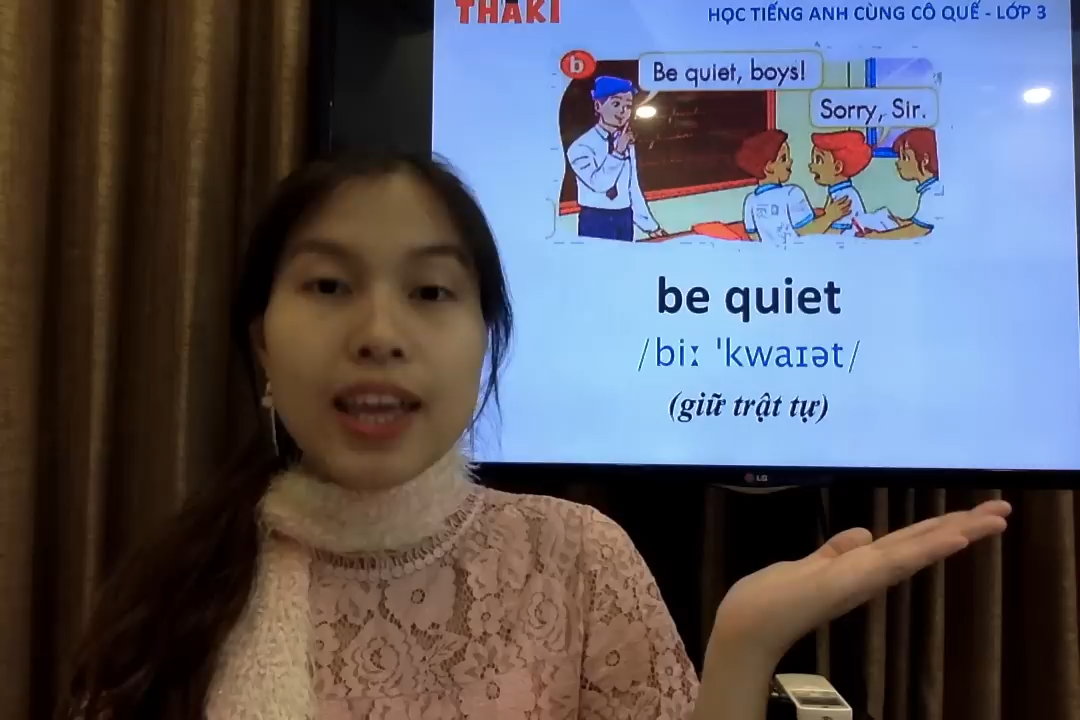 THAKI
HỌC TIẾNG ANH CÙNG CÔ QUẾ - LỚP 3
b
Be quiet, boys!
Sorry, Sir.
be quiet
/biː ˈkwaɪət/
(giữ trật tự)
LG